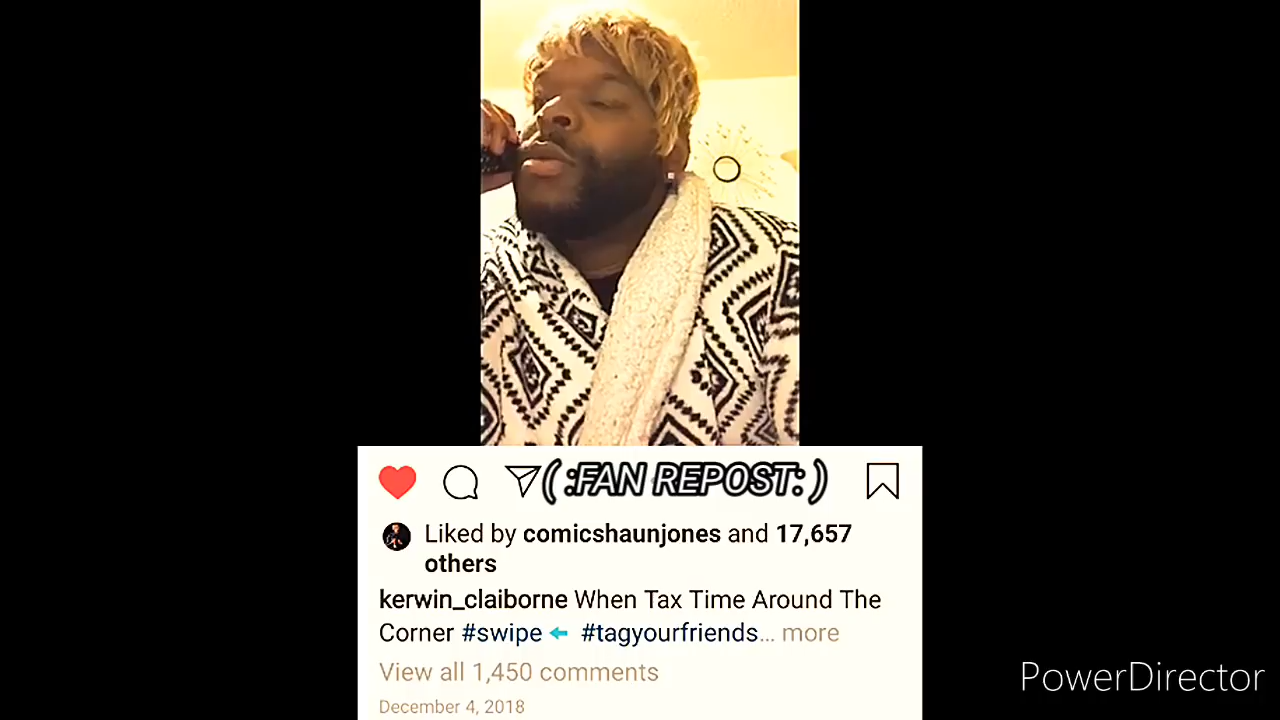 ( :FAN REPOST: )
Liked by comicshaunjones and 17,657
others
kerwin_claiborne When Tax Time Around The
Corner #swipe #tagyourfriends... more
View all 1,450 comments
December 4, 2018
PowerDirector